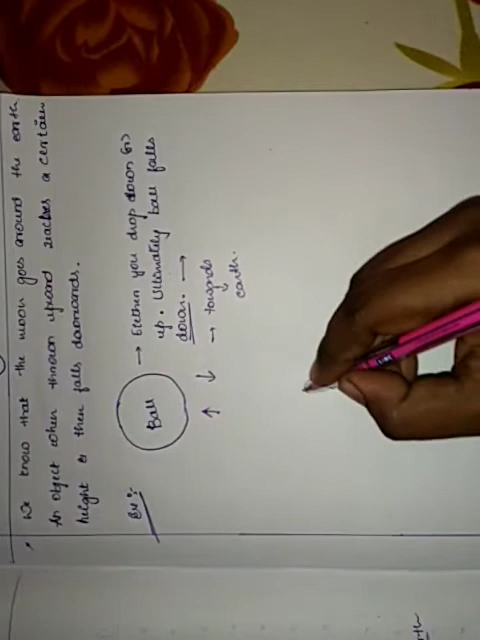 • We know that the moon goes around the earth
An object when thrown upward reaches a certain
height & then falls downwards.
Ex:-
Ball → Either you drop down (or)
up. Ultimately ball falls
down. →
↑ ↓ → towards
earth.